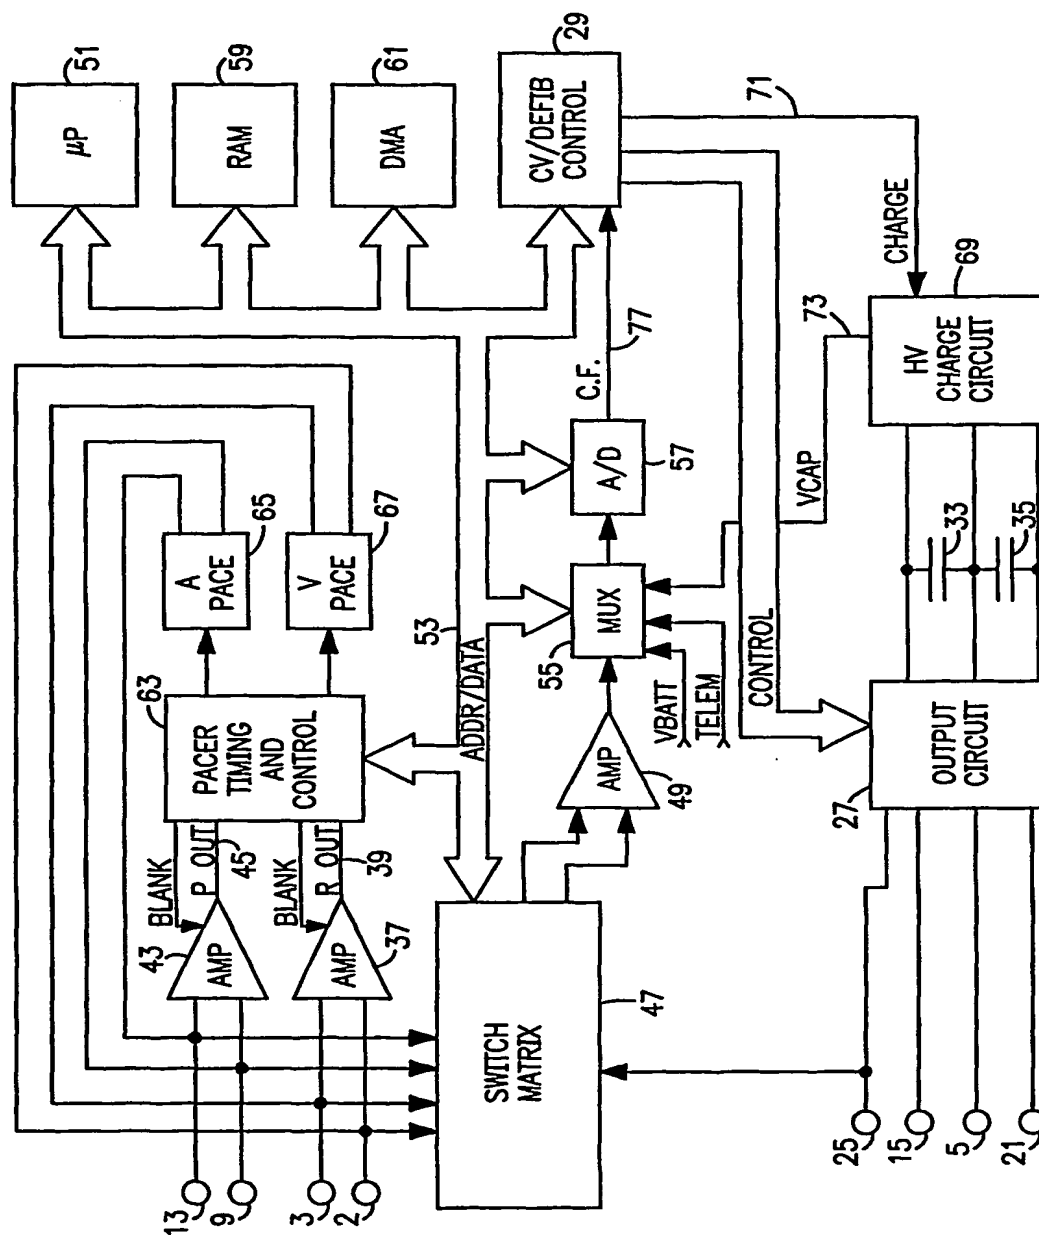 μP
51
RAM
59
DMA
61
CV/DEFIB
CONTROL
29
71
CHARGE
A
PACE
65
V
PACE
67
C.F.
77
A/D
57
VCAP
73
HV
CHARGE
CIRCUIT
69
63
PACER
TIMING
AND
CONTROL
53
ADDR/DATA
MUX
55
VBATT
TELEM
CONTROL
33
35
BLANK
P OUT
45
BLANK
R OUT
39
AMP
49
OUTPUT
CIRCUIT
27
43
AMP
AMP
37
SWITCH
MATRIX
47
13
9
3
2
25
15
5
21